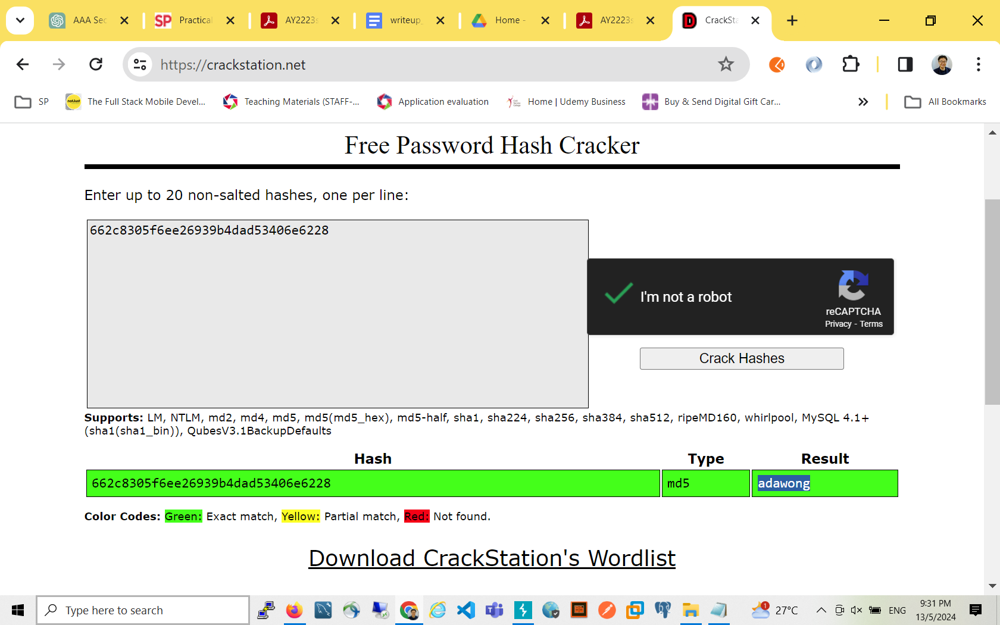 AAA Sec
Practical
AY2223s
writeup_
Home -
AY2223s
CrackSta
https://crackstation.net
SP
The Full Stack Mobile Devel...
Teaching Materials (STAFF-...
Application evaluation
Home | Udemy Business
Buy & Send Digital Gift Car...
All Bookmarks
Free Password Hash Cracker
Enter up to 20 non-salted hashes, one per line:
662c8305f6ee26939b4dad53406e6228
I'm not a robot
reCAPTCHA
Privacy - Terms
Crack Hashes
Supports: LM, NTLM, md2, md4, md5, md5(md5_hex), md5-half, sha1, sha224, sha256, sha384, sha512, ripeMD160, whirlpool, MySQL 4.1+
(sha1(sha1_bin)), QubesV3.1BackupDefaults
Hash Type Result
662c8305f6ee26939b4dad53406e6228 md5 adawong
Color Codes: Green: Exact match, Yellow: Partial match, Red: Not found.
Download CrackStation's Wordlist
Type here to search
1
27°C
ENG
9:31 PM
13/5/2024